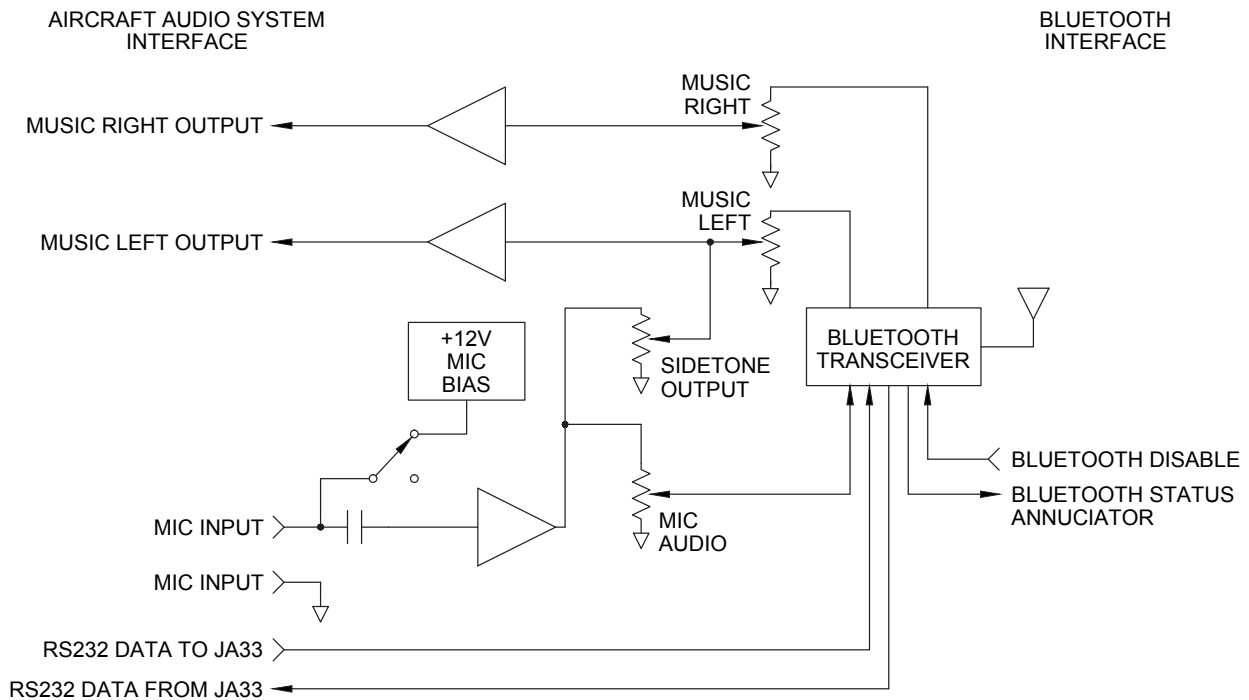 AIRCRAFT AUDIO SYSTEM
INTERFACE
BLUETOOTH
INTERFACE
MUSIC
RIGHT
MUSIC RIGHT OUTPUT
MUSIC
LEFT
MUSIC LEFT OUTPUT
+12V
MIC
BIAS
SIDETONE
OUTPUT
BLUETOOTH
TRANSCEIVER
BLUETOOTH DISABLE
BLUETOOTH STATUS
ANNUCIATOR
MIC INPUT
MIC
AUDIO
MIC INPUT
RS232 DATA TO JA33
RS232 DATA FROM JA33